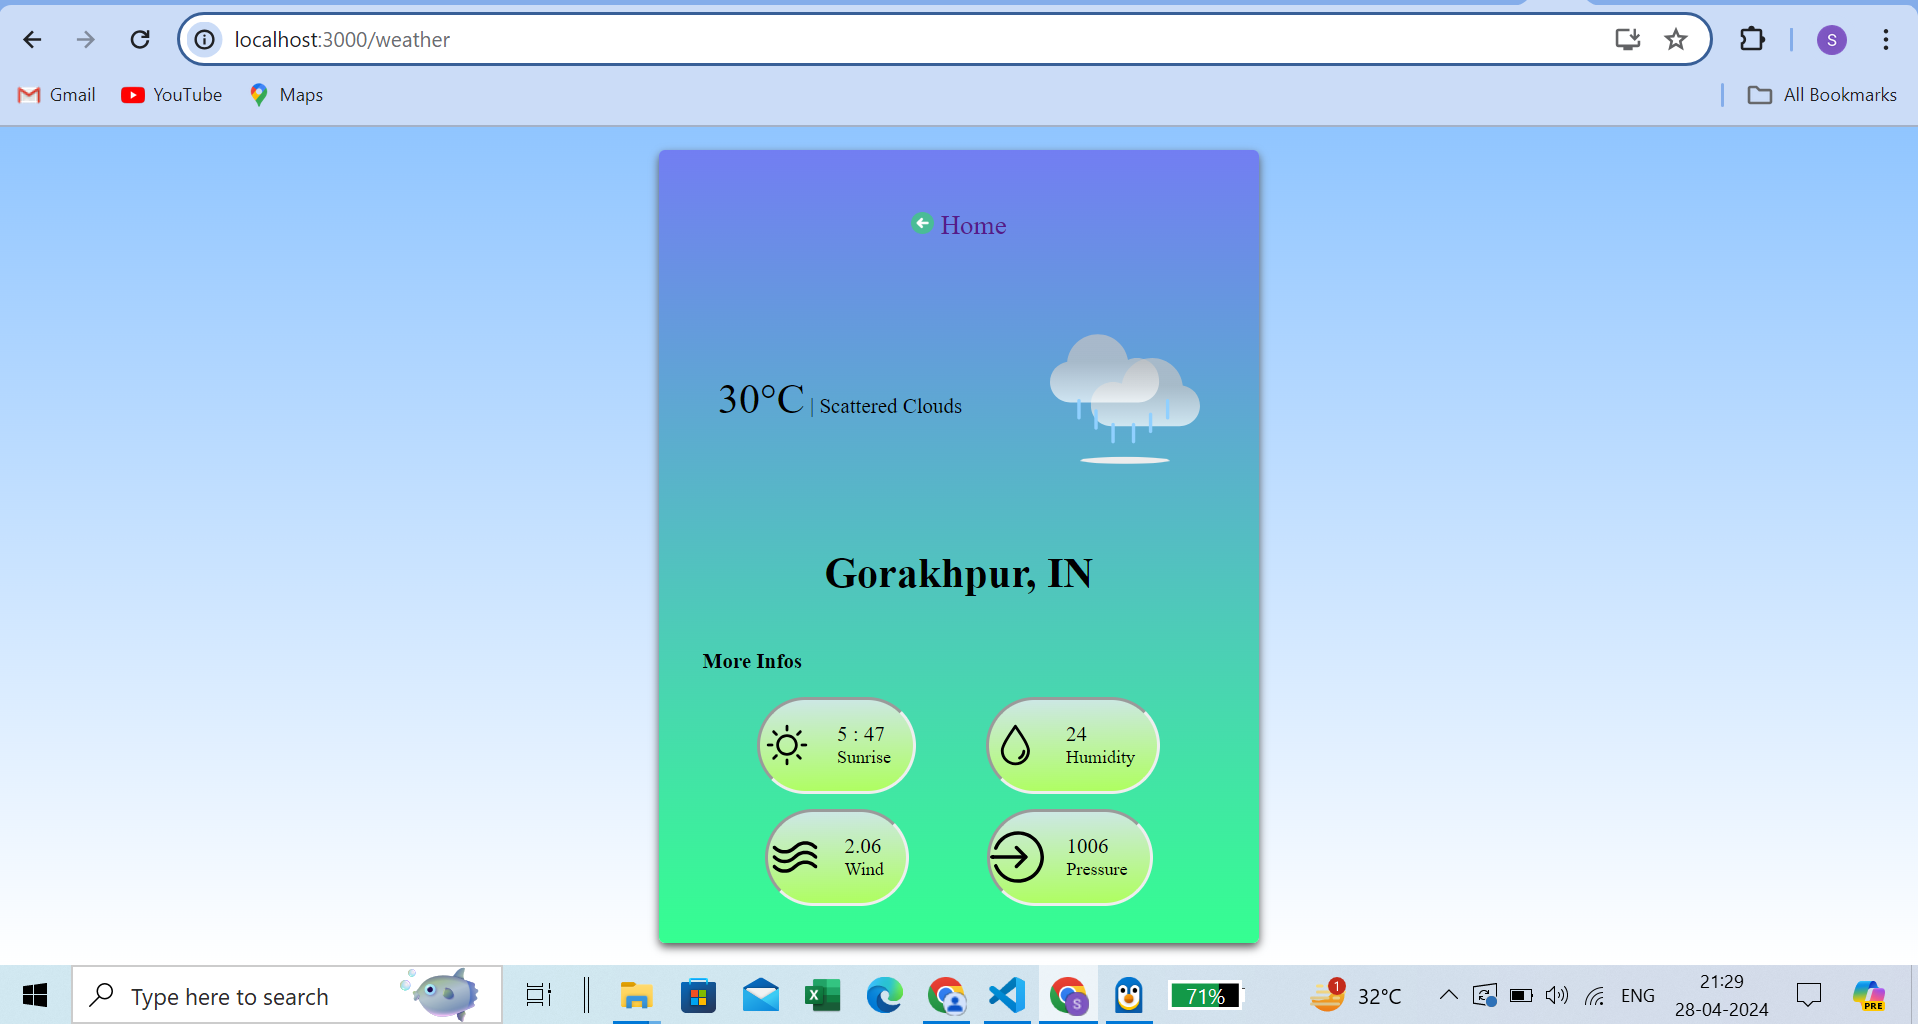 localhost:3000/weather
S
Gmail YouTube Maps All Bookmarks
Home
30°C | Scattered Clouds
Gorakhpur, IN
More Infos
5 : 47
Sunrise
24
Humidity
2.06
Wind
1006
Pressure
Type here to search
S
71%
1
32°C
ENG
21:29
28-04-2024
PRE